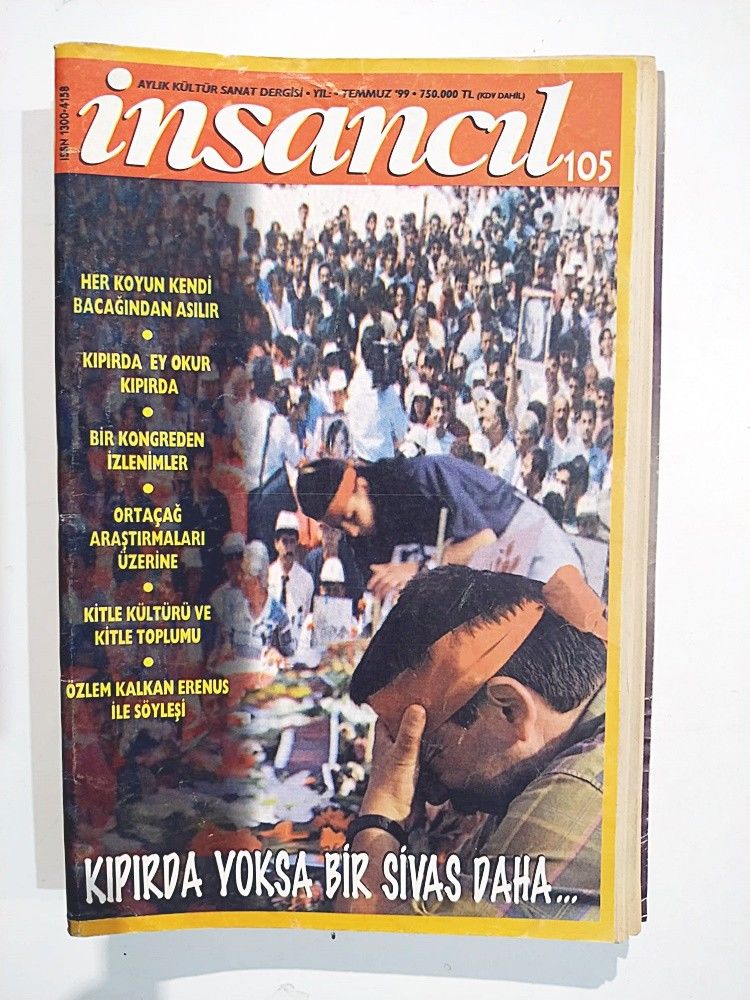 AYLIK KÜLTÜR SANAT DERGİSİ • YIL: • TEMMUZ '99 • 750.000 TL (KDV DAHİL)
ISSN 1300-4158
insancıl
105
HER KOYUN KENDİ
BACAĞINDAN ASILIR
KIPIRDA EY OKUR
KIPIRDA
BİR KONGREDEN
İZLENİMLER
ORTAÇAĞ
ARAŞTIRMALARI
ÜZERİNE
KİTLE KÜLTÜRÜ VE
KİTLE TOPLUMU
ÖZLEM KALKAN ERENUS
İLE SÖYLEŞİ
KIPIRDA YOKSA BİR SİVAS DAHA...